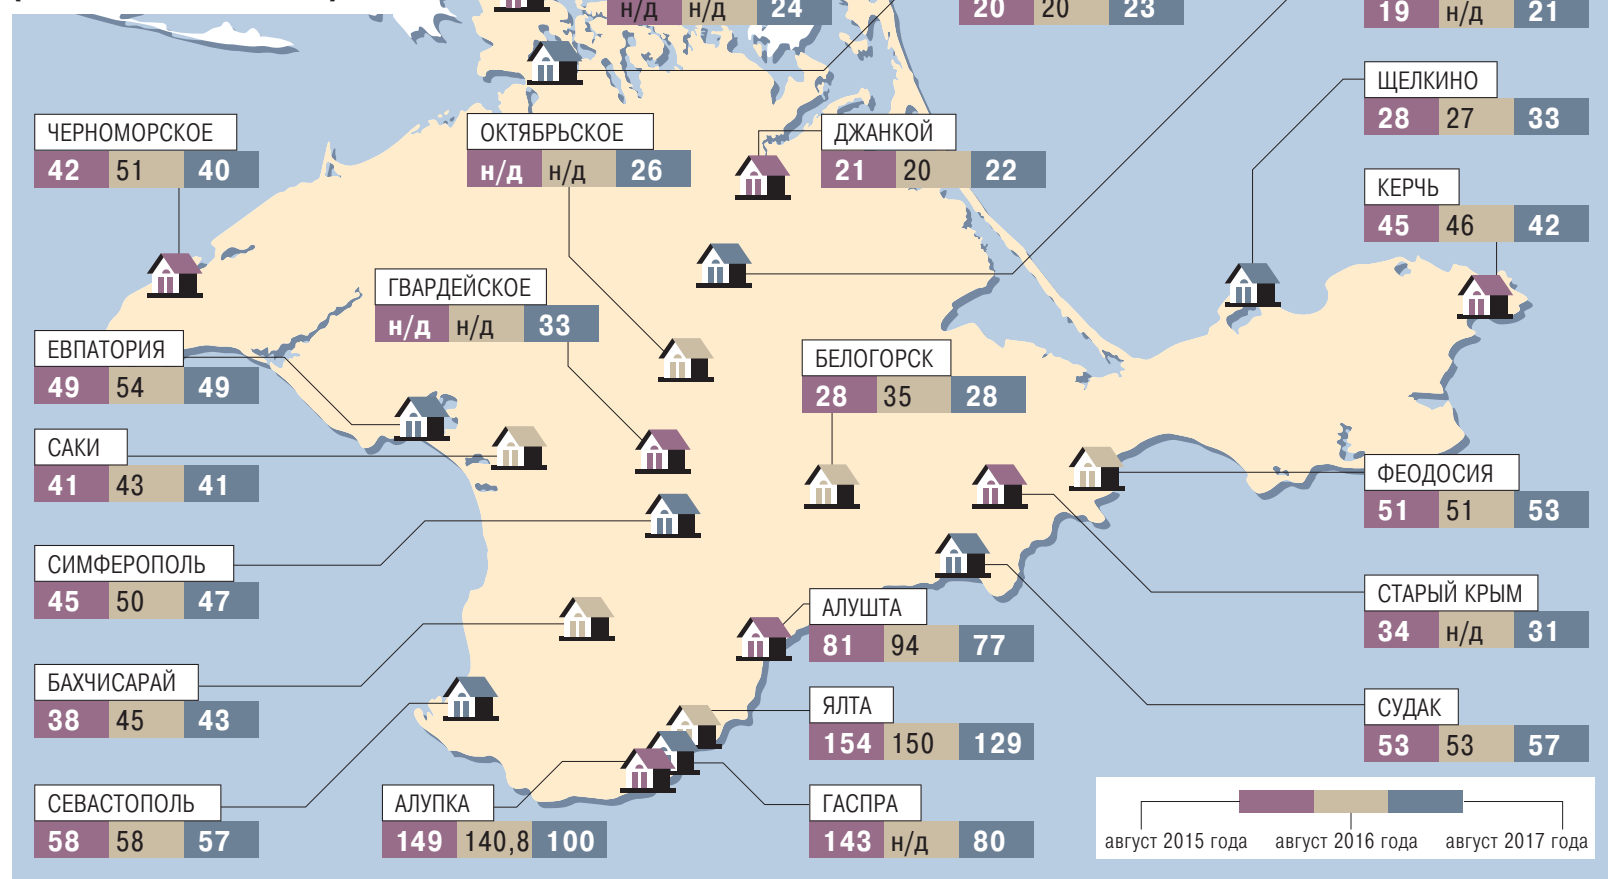 н/д н/д 24
20 20 23
19 н/д 21
ЩЕЛКИНО
28 27 33
ЧЕРНОМОРСКОЕ
42 51 40
ОКТЯБРЬСКОЕ
н/д н/д 26
ДЖАНКОЙ
21 20 22
КЕРЧЬ
45 46 42
ГВАРДЕЙСКОЕ
н/д н/д 33
ЕВПАТОРИЯ
49 54 49
БЕЛОГОРСК
28 35 28
САКИ
41 43 41
ФЕОДОСИЯ
51 51 53
СИМФЕРОПОЛЬ
45 50 47
АЛУШТА
81 94 77
СТАРЫЙ КРЫМ
34 н/д 31
БАХЧИСАРАЙ
38 45 43
ЯЛТА
154 150 129
СУДАК
53 53 57
СЕВАСТОПОЛЬ
58 58 57
АЛУПКА
149 140,8 100
ГАСПРА
143 н/д 80
август 2015 года август 2016 года август 2017 года